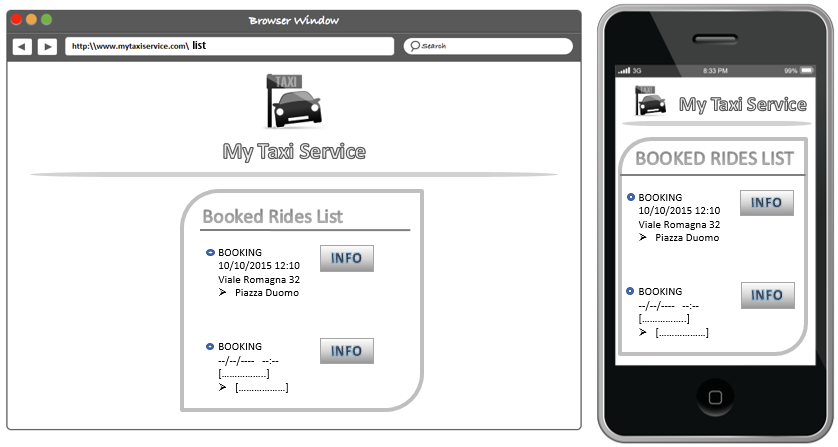 Browser Window
http:\\www.mytaxiservice.com\ list
Search
TAXI
My Taxi Service
Booked Rides List
BOOKING
10/10/2015 12:10
Viale Romagna 32
➢ Piazza Duomo
INFO
BOOKING
--/--/---- --:--
[................]
➢ [.................]
INFO
3G 8:33 PM 99%
TAXI
My Taxi Service
BOOKED RIDES LIST
BOOKING
10/10/2015 12:10
Viale Romagna 32
➢ Piazza Duomo
INFO
BOOKING
--/--/---- --:--
[................]
➢ [.................]
INFO